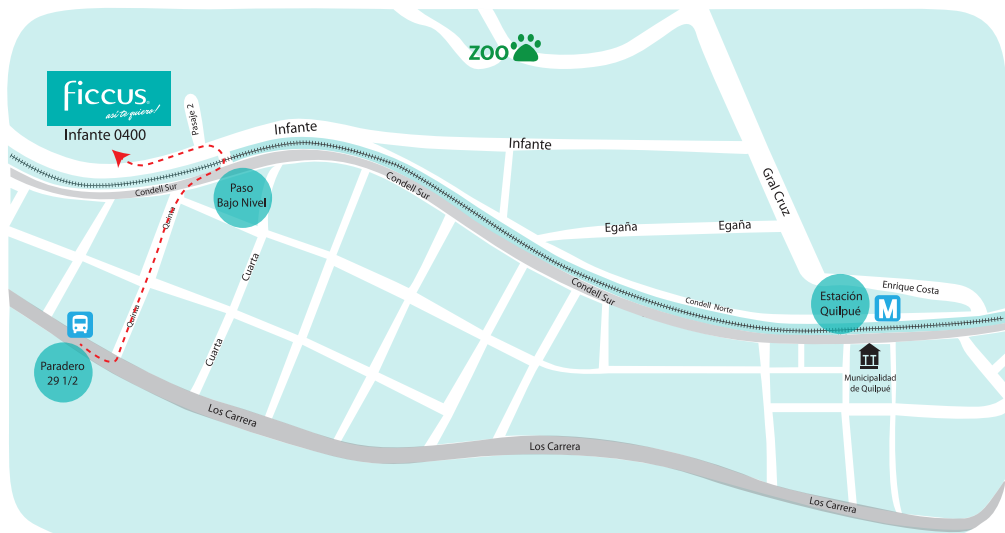 ZOO
ficcus
así te quiero!
Infante 0400
Pasaje 2
Infante
Infante
Gral Cruz
Condell Sur
Paso
Bajo Nivel
Condell Sur
Quinta
Egaña
Egaña
Cuarta
Condell Sur
Condell Norte
Enrique Costa
Estación
Quilpué
M
Quinta
Cuarta
Paradero
29 1/2
Municipalidad
de Quilpué
Los Carrera
Los Carrera
Los Carrera